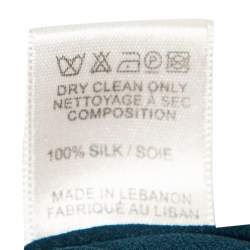 DRY CLEAN ONLY
NETTOYAGE À SEC
COMPOSITION
100% SILK / SOIE
MADE IN LEBANON
FABRIQUÉ AU LIBAN